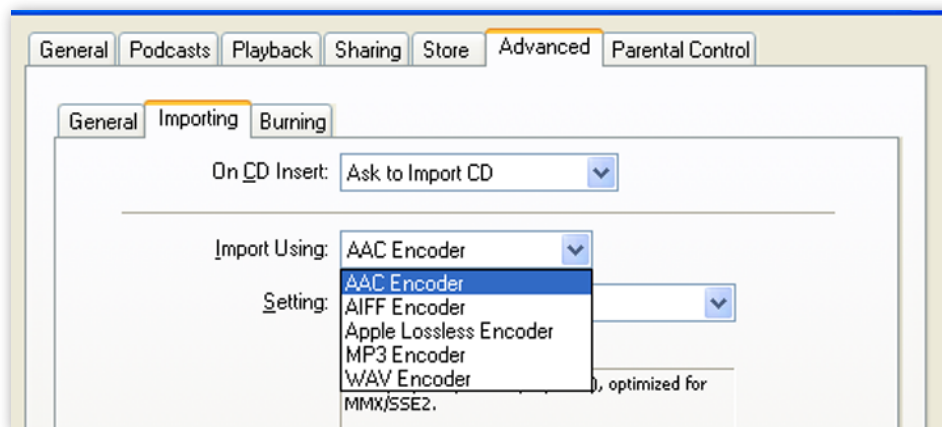 General Podcasts Playback Sharing Store Advanced Parental Control
General Importing Burning
On CD Insert: Ask to Import CD
Import Using: AAC Encoder
AAC Encoder
Setting:
AIFF Encoder
Apple Lossless Encoder
MP3 Encoder
WAV Encoder
), optimized for
MMX/SSE2.